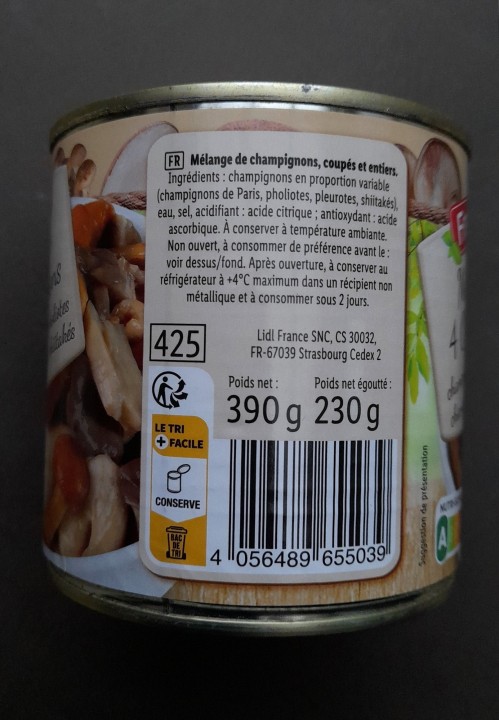 FR Mélange de champignons, coupés et entiers.
Ingrédients : champignons en proportion variable
(champignons de Paris, pholiotes, pleurotes, shiitakés),
eau, sel, acidifiant : acide citrique ; antioxydant : acide
ascorbique. À conserver à température ambiante.
Non ouvert, à consommer de préférence avant le :
voir dessus/fond. Après ouverture, à conserver au
réfrigérateur à +4°C maximum dans un récipient non
métallique et à consommer sous 2 jours.
425
Lidl France SNC, CS 30032,
FR-67039 Strasbourg Cedex 2
Poids net : Poids net égoutté :
390 g 230 g
LE TRI
+ FACILE
CONSERVE
BAC
DE
TRI
4 056489 655039
Suggestion de présentation
NUTRI
A
4